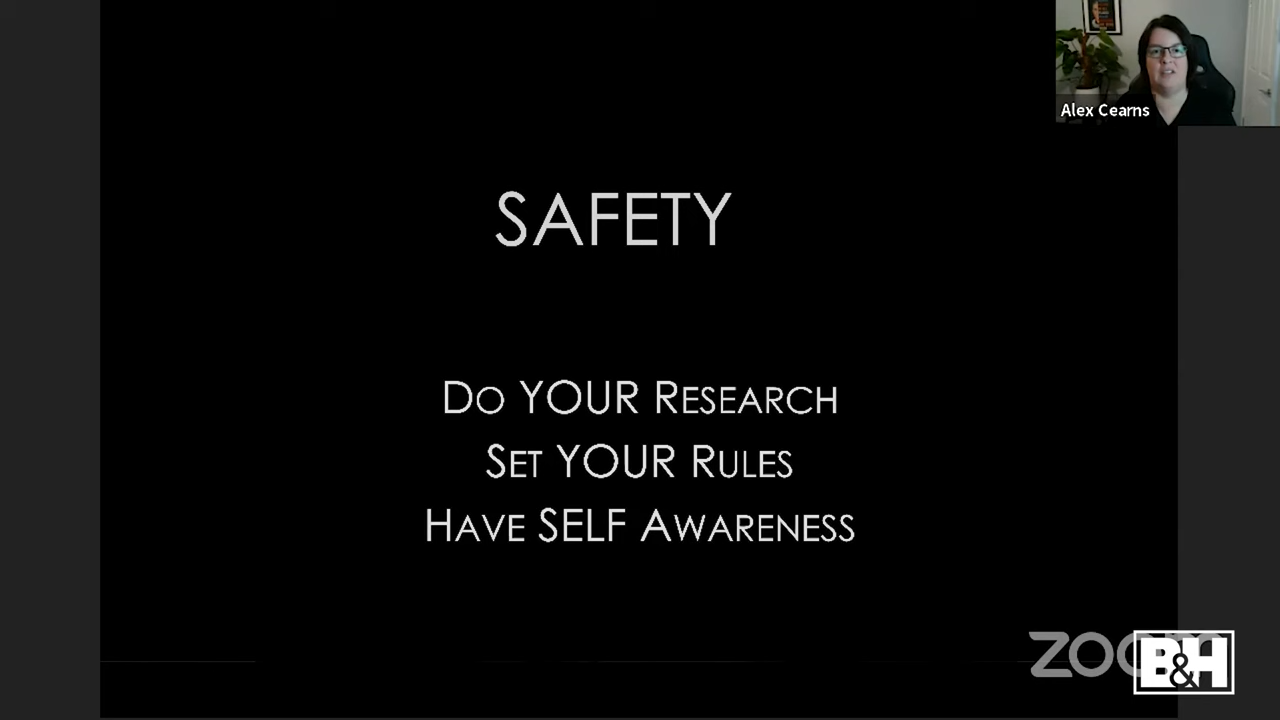 Alex Cearns
SAFETY
DO YOUR RESEARCH
SET YOUR RULES
HAVE SELF AWARENESS
B&H